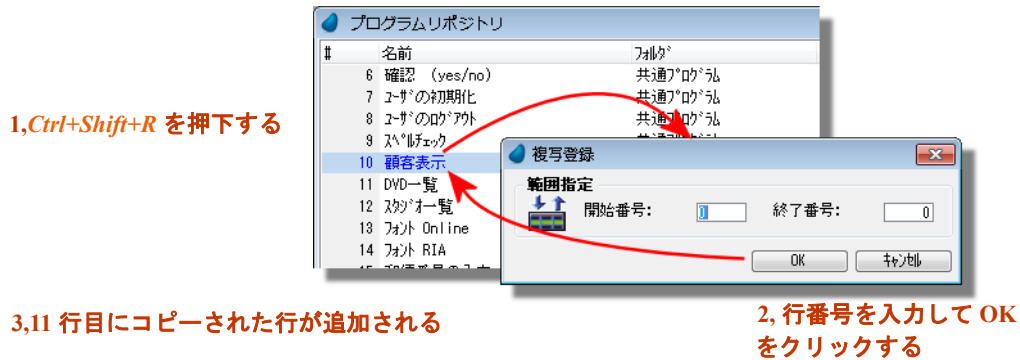 プログラムリポジトリ
# 名前 ﾌｫﾙﾀﾞ
6 確認 (yes/no) 共通ﾌﾟﾛｸﾞﾗﾑ
7 ﾕｰｻﾞの初期化 共通ﾌﾟﾛｸﾞﾗﾑ
8 ﾕｰｻﾞのﾛｸﾞｱｳﾄ 共通ﾌﾟﾛｸﾞﾗﾑ
9 ｽﾍﾟﾙﾁｪｯｸ
10 顧客表示
11 DVD一覧
12 ｽﾀｼﾞｵ一覧
13 ﾌｫﾝﾄ Online
14 ﾌｫﾝﾄ RIA
1,Ctrl+Shift+R を押下する
複写登録
範囲指定
開始番号: 0 終了番号: 0
OK ｷｬﾝｾﾙ
2, 行番号を入力して OK
をクリックする
3,11 行目にコピーされた行が追加される